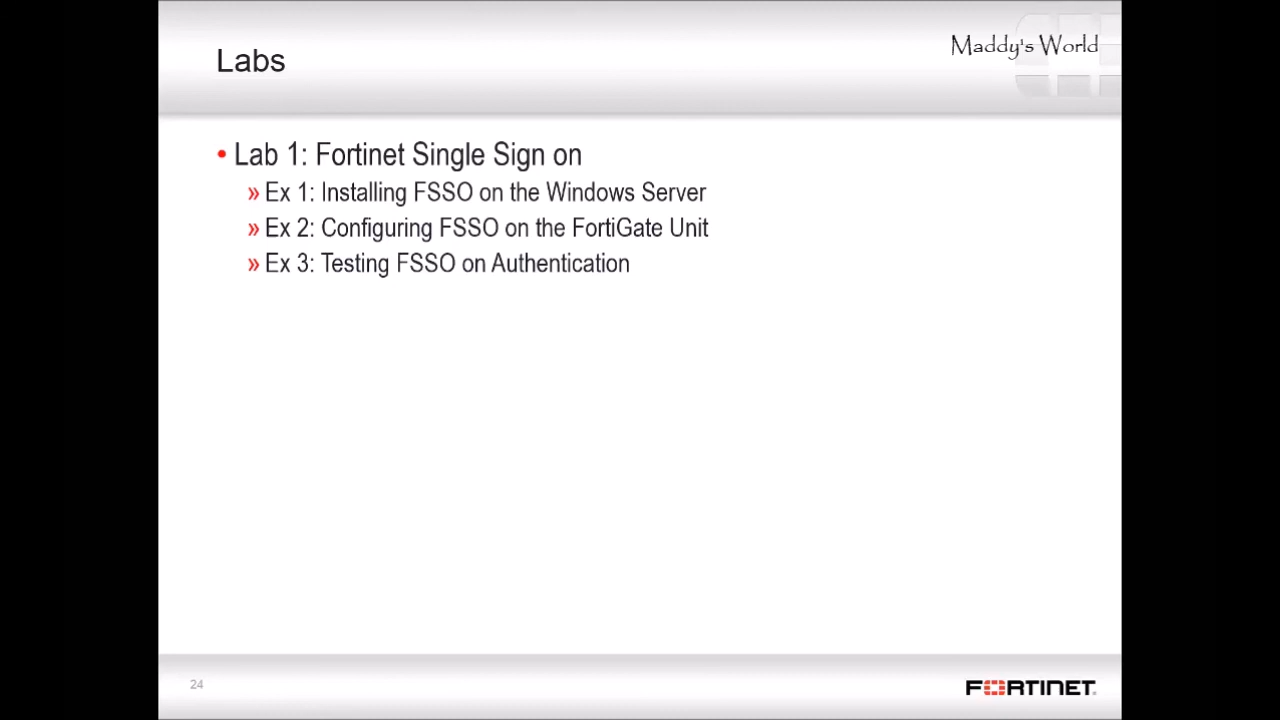 Labs
Maddy's World
• Lab 1: Fortinet Single Sign on
» Ex 1: Installing FSSO on the Windows Server
» Ex 2: Configuring FSSO on the FortiGate Unit
» Ex 3: Testing FSSO on Authentication
24
FORTINET